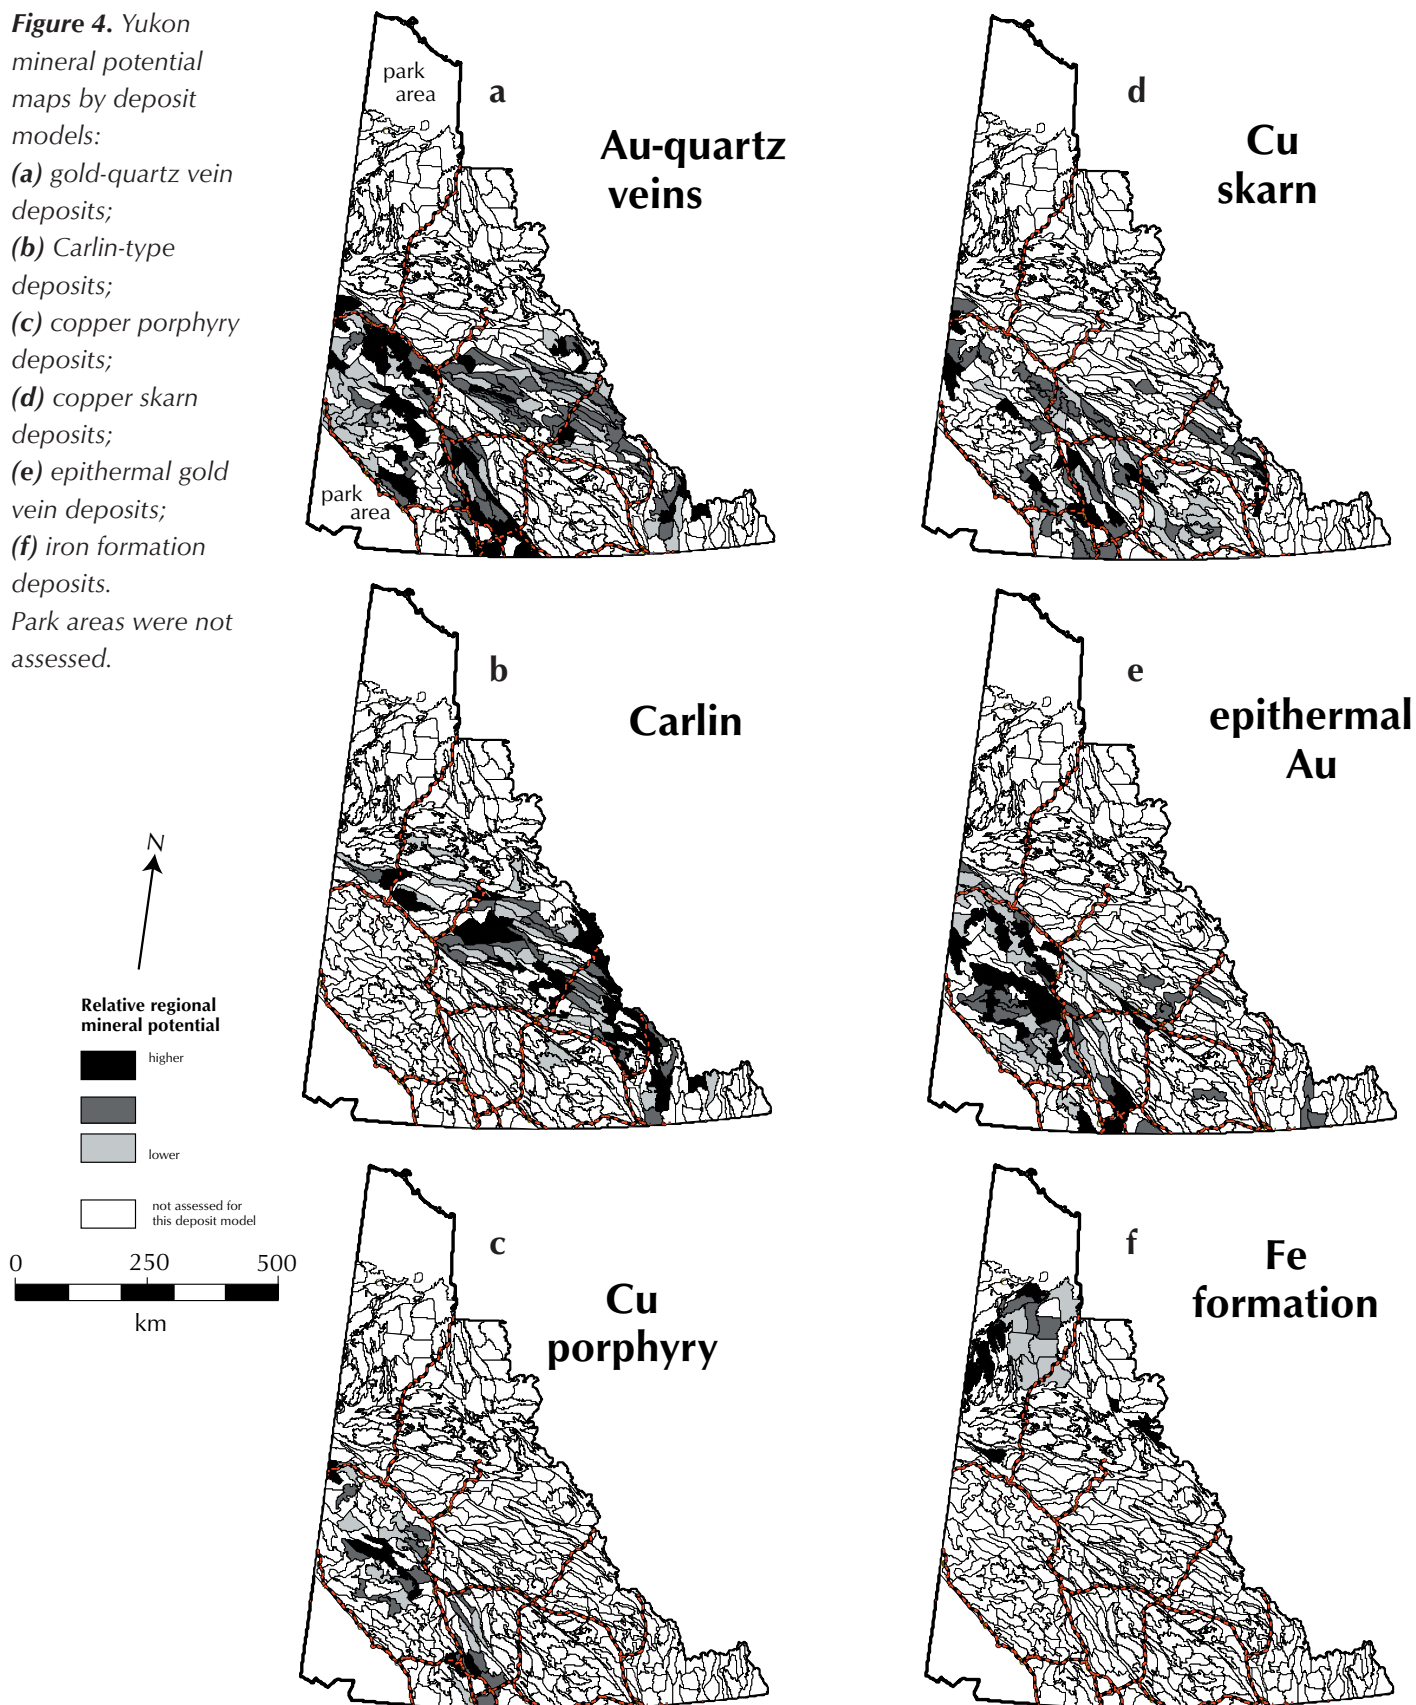 Figure 4. Yukon
mineral potential
maps by deposit
models:
(a) gold-quartz vein
deposits;
(b) Carlin-type
deposits;
(c) copper porphyry
deposits;
(d) copper skarn
deposits;
(e) epithermal gold
vein deposits;
(f) iron formation
deposits.
Park areas were not
assessed.
park
area
a
Au-quartz
veins
park
area
d
Cu
skarn
b
Carlin
e
epithermal
Au
N
Relative regional
mineral potential
higher
lower
not assessed for
this deposit model
0 250 500
km
c
Cu
porphyry
f
Fe
formation